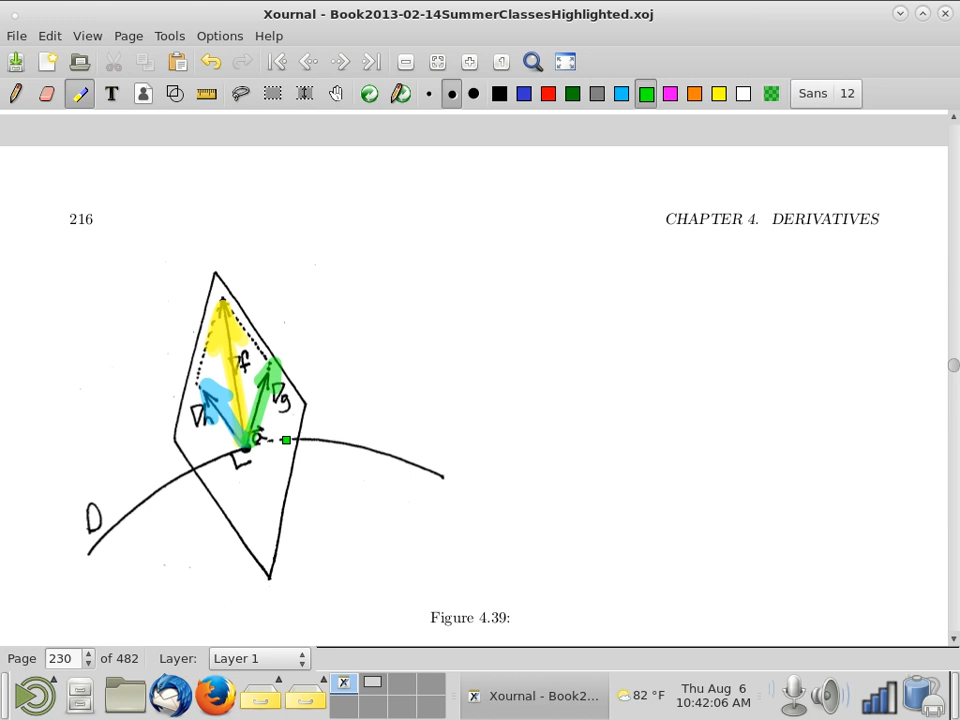 Xournal - Book2013-02-14SummerClassesHighlighted.xoj
File Edit View Page Tools Options Help
Sans 12
216 CHAPTER 4. DERIVATIVES
∇f
∇g
∇h
D
Figure 4.39:
Page 230 of 482 Layer: Layer 1
Xournal - Book2... 82 °F Thu Aug 6
10:42:06 AM